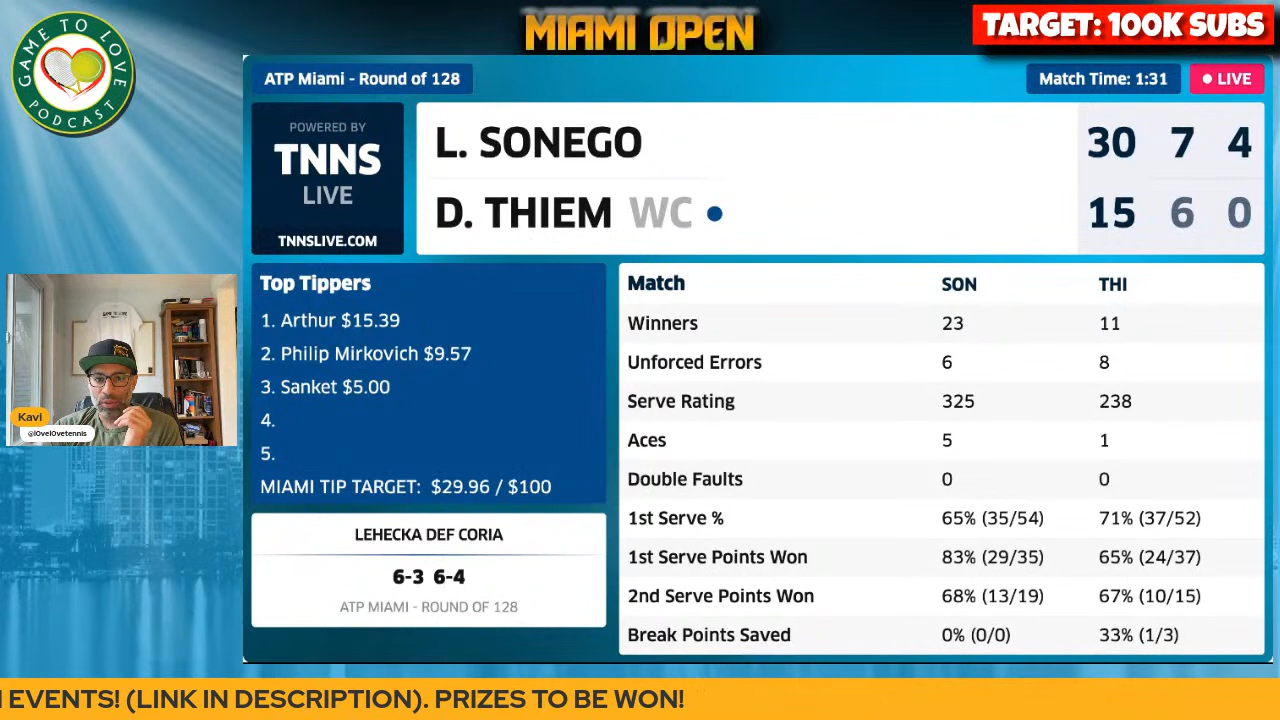 GAME TO LOVE
PODCAST
MIAMI OPEN
TARGET: 100K SUBS
ATP Miami - Round of 128
Match Time: 1:31
LIVE
POWERED BY
TNNS
LIVE
TNNSLIVE.COM
L. SONEGO 30 7 4
D. THIEM WC 15 6 0
Top Tippers
1. Arthur $15.39
2. Philip Mirkovich $9.57
3. Sanket $5.00
4.
5.
MIAMI TIP TARGET: $29.96 / $100
LEHECKA DEF CORIA
6-3 6-4
ATP MIAMI - ROUND OF 128
Match SON THI
Winners 23 11
Unforced Errors 6 8
Serve Rating 325 238
Aces 5 1
Double Faults 0 0
1st Serve % 65% (35/54) 71% (37/52)
1st Serve Points Won 83% (29/35) 65% (24/37)
2nd Serve Points Won 68% (13/19) 67% (10/15)
Break Points Saved 0% (0/0) 33% (1/3)
Kavi
@l0vel0vetennis
EVENTS! (LINK IN DESCRIPTION). PRIZES TO BE WON!